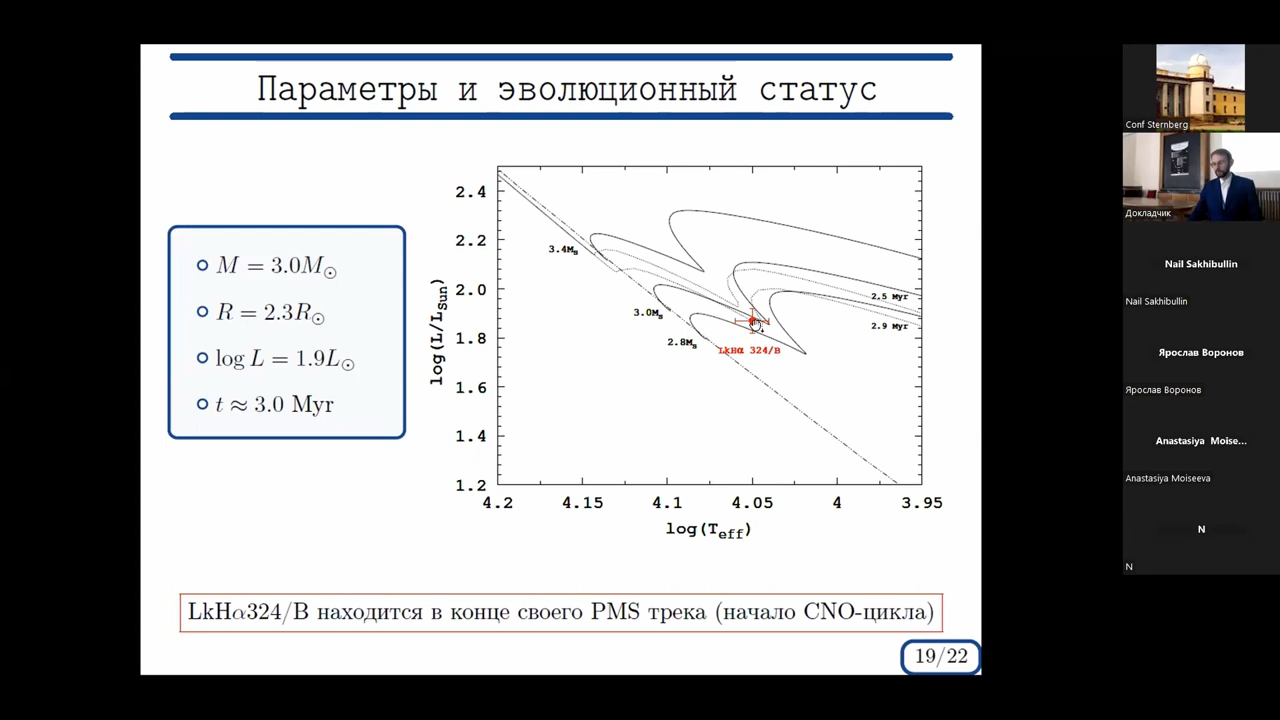 Параметры и эволюционный статус
M = 3.0M⊙
R = 2.3R⊙
log L = 1.9L⊙
t ≈ 3.0 Myr
log(L/LSun)
2.4
2.2
2.0
1.8
1.6
1.4
1.2
3.4Ms
3.0Ms
2.8Ms
2.5 Myr
2.9 Myr
LkHα 324/B
4.2 4.15 4.1 4.05 4 3.95
log(Teff)
LkHα324/B находится в конце своего PMS трека (начало CNO-цикла)
19/22
Conf Sternberg
Докладчик
Nail Sakhibullin
Nail Sakhibullin
Ярослав Воронов
Ярослав Воронов
Anastasiya Moise...
Anastasiya Moiseeva
N
N